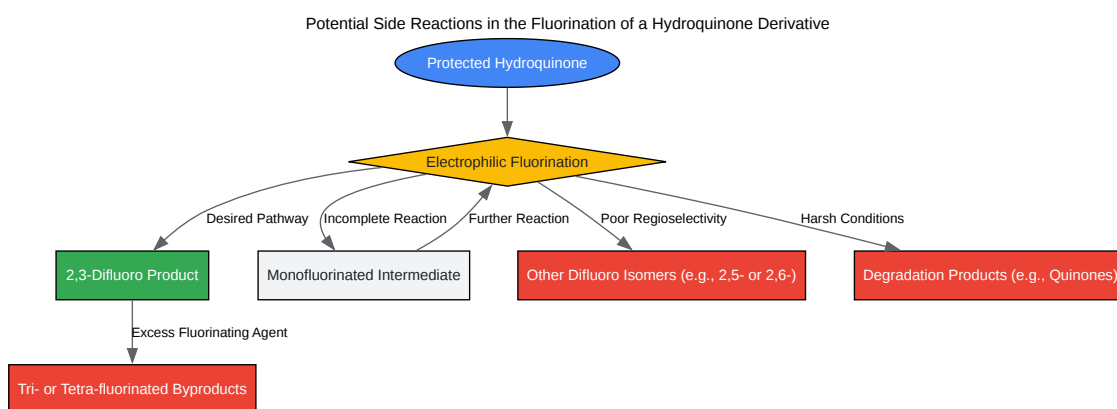 Potential Side Reactions in the Fluorination of a Hydroquinone Derivative
Protected Hydroquinone
Electrophilic Fluorination
Desired Pathway
Incomplete Reaction
Further Reaction
Poor Regioselectivity
Harsh Conditions
2,3-Difluoro Product
Monofluorinated Intermediate
Other Difluoro Isomers (e.g., 2,5- or 2,6-)
Degradation Products (e.g., Quinones)
Excess Fluorinating Agent
Tri- or Tetra-fluorinated Byproducts